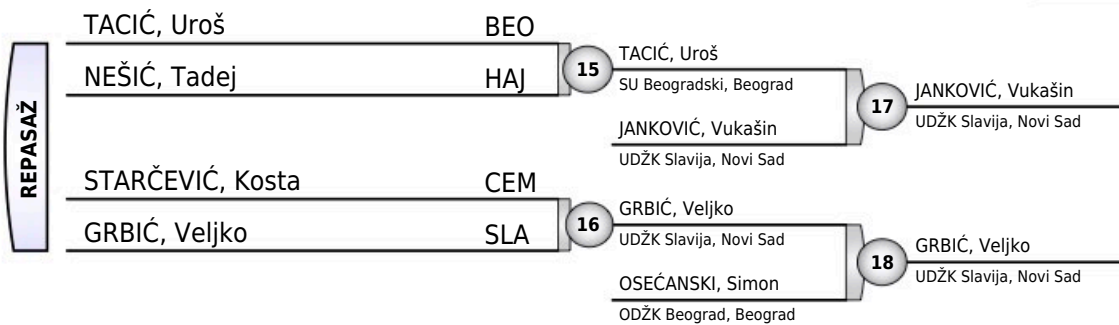 REPASAŽ
TACIĆ, Uroš BEO
NEŠIĆ, Tadej HAJ
15
TACIĆ, Uroš
SU Beogradski, Beograd
JANKOVIĆ, Vukašin
UDŽK Slavija, Novi Sad
17
JANKOVIĆ, Vukašin
UDŽK Slavija, Novi Sad
STARČEVIĆ, Kosta CEM
GRBIĆ, Veljko SLA
16
GRBIĆ, Veljko
UDŽK Slavija, Novi Sad
OSEĆANSKI, Simon
ODŽK Beograd, Beograd
18
GRBIĆ, Veljko
UDŽK Slavija, Novi Sad